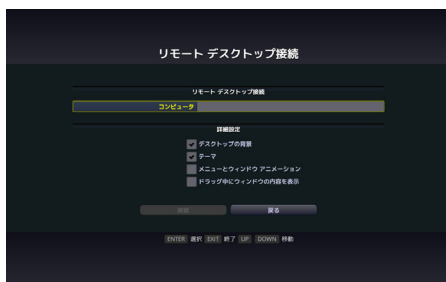 リモート デスクトップ接続
リモート デスクトップ接続
コンピュータ
詳細設定
デスクトップの背景
テーマ
メニューとウィンドウ アニメーション
ドラッグ中にウィンドウの内容を表示
接続 戻る
ENTER 選択 EXIT 終了 UP DOWN 移動